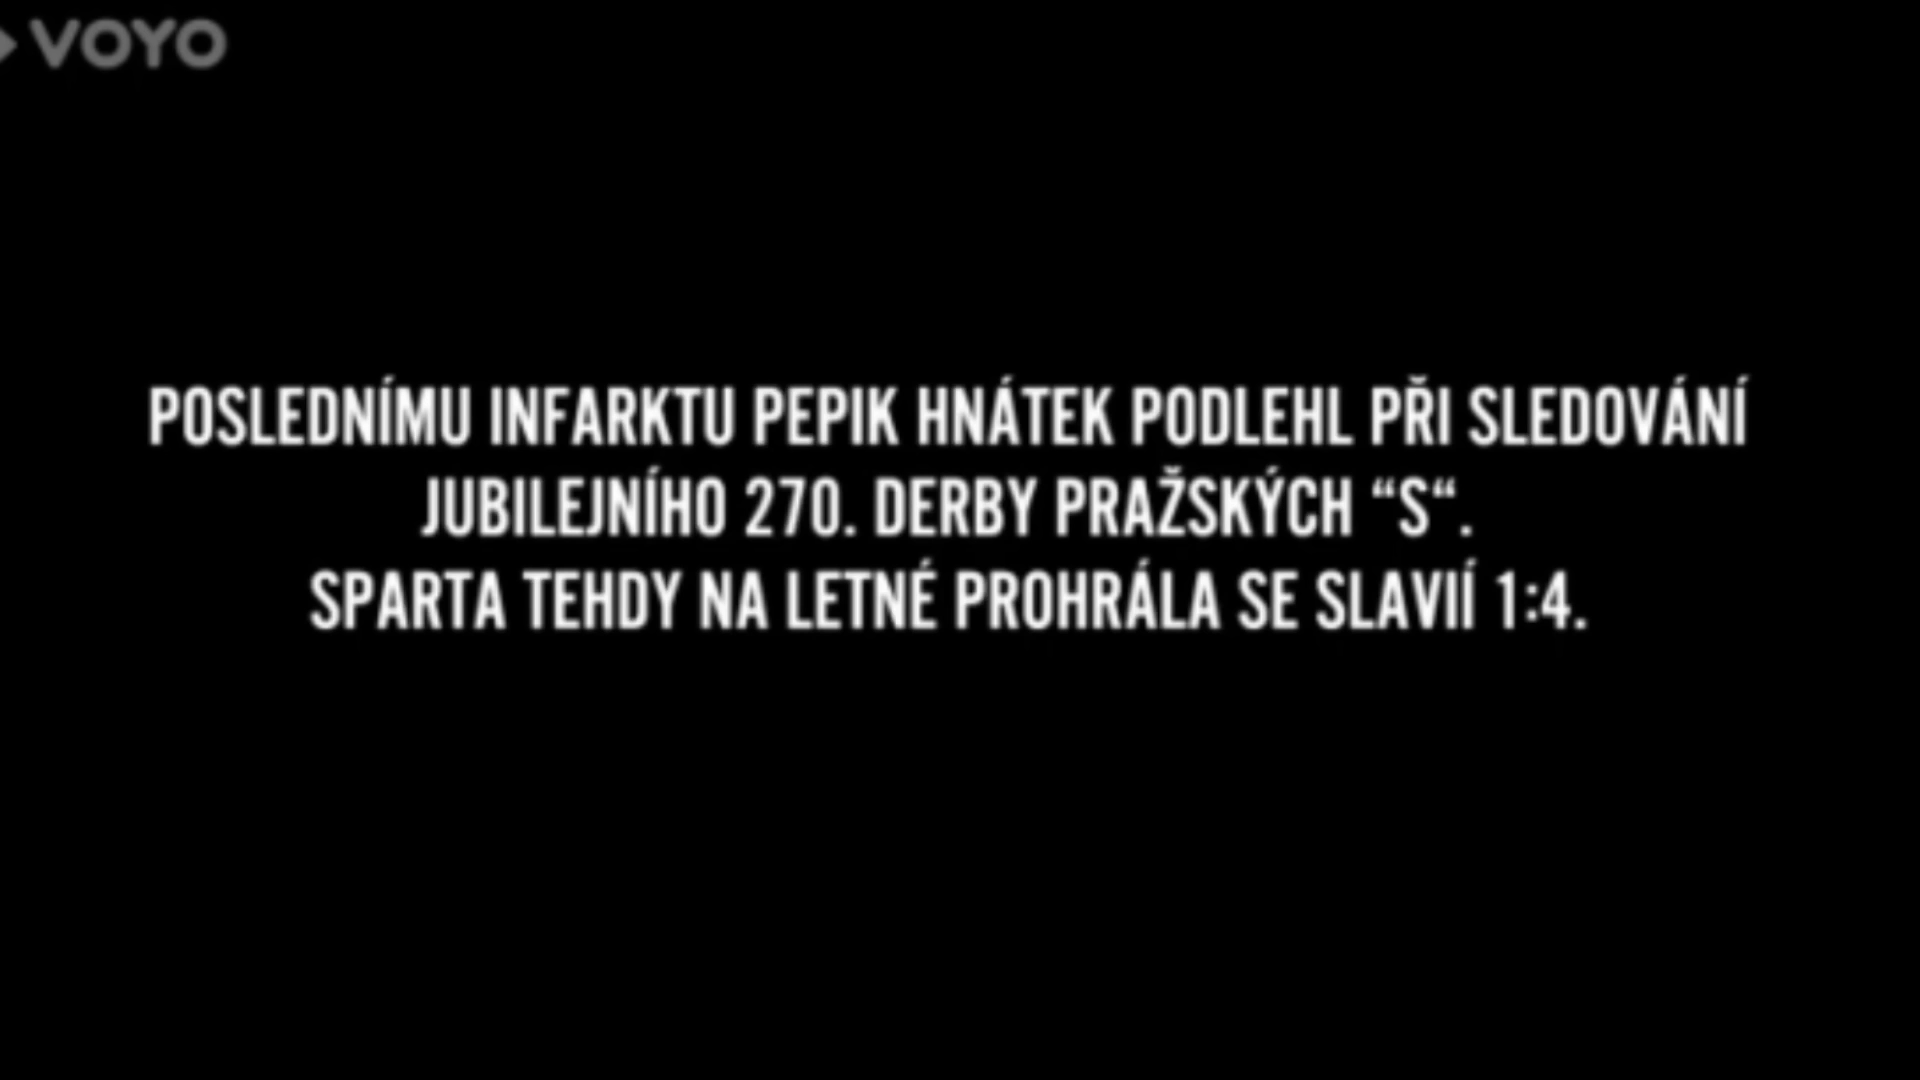 VOYO
POSLEDNÍMU INFARKTU PEPIK HNÁTEK PODLEHL PŘI SLEDOVÁNÍ
JUBILEJNÍHO 270. DERBY PRAŽSKÝCH “S“.
SPARTA TEHDY NA LETNÉ PROHRÁLA SE SLAVIÍ 1:4.